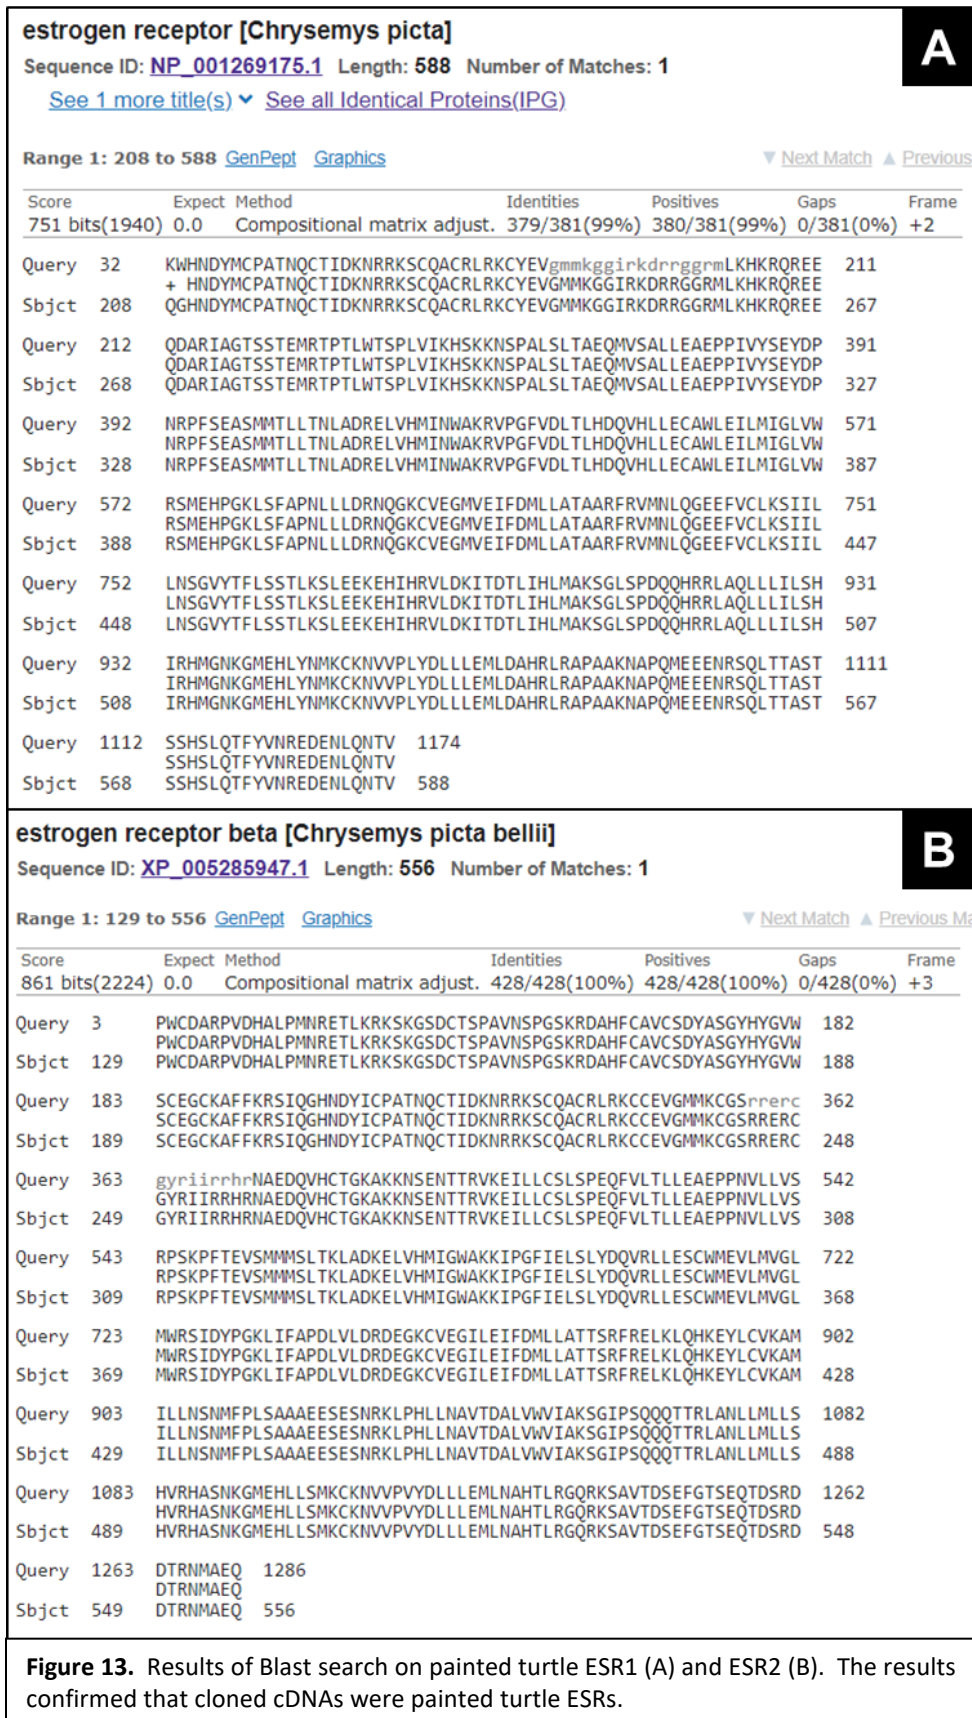 estrogen receptor [Chrysemys picta]
A
Sequence ID: NP_001269175.1 Length: 588 Number of Matches: 1
See 1 more title(s) See all Identical Proteins(IPG)
Range 1: 208 to 588 GenPept Graphics Next Match Previous
Score Expect Method Identities Positives Gaps Frame
751 bits(1940) 0.0 Compositional matrix adjust. 379/381(99%) 380/381(99%) 0/381(0%) +2
Query 32 KWHNDYMCPATNQCTIDKNRRKSCQACRLRKCYEVgmmkggirkdrrggrmLKHKRQREE 211
+ HNDYMCPATNQCTIDKNRRKSCQACRLRKCYEVGMMKGGIRKDRRGGRMLKHKRQREE
Sbjct 208 QGHNDYMCPATNQCTIDKNRRKSCQACRLRKCYEVGMMKGGIRKDRRGGRMLKHKRQREE 267
Query 212 QDARIAGTSSTEMRTPTLWTSPLVIKHSKKNSPALSLTAEQMVSALLEAEPPIVYSEYDP 391
QDARIAGTSSTEMRTPTLWTSPLVIKHSKKNSPALSLTAEQMVSALLEAEPPIVYSEYDP
Sbjct 268 QDARIAGTSSTEMRTPTLWTSPLVIKHSKKNSPALSLTAEQMVSALLEAEPPIVYSEYDP 327
Query 392 NRPFSEASMMTLLTNLADRELVHMINWAKRVPGFVDLTLHDQVHLLECAWLEILMIGLVW 571
NRPFSEASMMTLLTNLADRELVHMINWAKRVPGFVDLTLHDQVHLLECAWLEILMIGLVW
Sbjct 328 NRPFSEASMMTLLTNLADRELVHMINWAKRVPGFVDLTLHDQVHLLECAWLEILMIGLVW 387
Query 572 RSMEHPGKLSFAPNLLLDRNQGKCVEGMVEIFDMLLATAARFRVMNLQGEEFVCLKSIIL 751
RSMEHPGKLSFAPNLLLDRNQGKCVEGMVEIFDMLLATAARFRVMNLQGEEFVCLKSIIL
Sbjct 388 RSMEHPGKLSFAPNLLLDRNQGKCVEGMVEIFDMLLATAARFRVMNLQGEEFVCLKSIIL 447
Query 752 LNSGVYTFLSSTLKSLEEKEHIHRVLDKITDTLIHLMAKSGLSPDQQHRRLAQLLLILSH 931
LNSGVYTFLSSTLKSLEEKEHIHRVLDKITDTLIHLMAKSGLSPDQQHRRLAQLLLILSH
Sbjct 448 LNSGVYTFLSSTLKSLEEKEHIHRVLDKITDTLIHLMAKSGLSPDQQHRRLAQLLLILSH 507
Query 932 IRHMGNKGMEHLYNMKCKNVVPLYDLLLEMLDAHRLRAPAAKNAPQMEEENRSQLTTAST 1111
IRHMGNKGMEHLYNMKCKNVVPLYDLLLEMLDAHRLRAPAAKNAPQMEEENRSQLTTAST
Sbjct 508 IRHMGNKGMEHLYNMKCKNVVPLYDLLLEMLDAHRLRAPAAKNAPQMEEENRSQLTTAST 567
Query 1112 SSHSLQTFYVNREDENLQNTV 1174
SSHSLQTFYVNREDENLQNTV
Sbjct 568 SSHSLQTFYVNREDENLQNTV 588
estrogen receptor beta [Chrysemys picta bellii]
B
Sequence ID: XP_005285947.1 Length: 556 Number of Matches: 1
Range 1: 129 to 556 GenPept Graphics Next Match Previous Ma
Score Expect Method Identities Positives Gaps Frame
861 bits(2224) 0.0 Compositional matrix adjust. 428/428(100%) 428/428(100%) 0/428(0%) +3
Query 3 PWCDARPVDHALPMNRETLKRKSKGSDCTSPAVNSPGSKRDAHFCAVCSDYASGYHYGVW 182
PWCDARPVDHALPMNRETLKRKSKGSDCTSPAVNSPGSKRDAHFCAVCSDYASGYHYGVW
Sbjct 129 PWCDARPVDHALPMNRETLKRKSKGSDCTSPAVNSPGSKRDAHFCAVCSDYASGYHYGVW 188
Query 183 SCEGCKAFFKRSIQGHNDYICPATNQCTIDKNRRKSCQACRLRKCCEVGMMKCGSrrerc 362
SCEGCKAFFKRSIQGHNDYICPATNQCTIDKNRRKSCQACRLRKCCEVGMMKCGSRRERC
Sbjct 189 SCEGCKAFFKRSIQGHNDYICPATNQCTIDKNRRKSCQACRLRKCCEVGMMKCGSRRERC 248
Query 363 gyriirrhrNAEDQVHCTGKAKKNSENTTRVKEILLCSLSPEQFVLTLLEAEPPNVLLVS 542
GYRIIRRHRNAEDQVHCTGKAKKNSENTTRVKEILLCSLSPEQFVLTLLEAEPPNVLLVS
Sbjct 249 GYRIIRRHRNAEDQVHCTGKAKKNSENTTRVKEILLCSLSPEQFVLTLLEAEPPNVLLVS 308
Query 543 RPSKPFTEVSMMMSLTKLADKELVHMIGWAKKIPGFIELSLYDQVRLLESCWMEVLMVGL 722
RPSKPFTEVSMMMSLTKLADKELVHMIGWAKKIPGFIELSLYDQVRLLESCWMEVLMVGL
Sbjct 309 RPSKPFTEVSMMMSLTKLADKELVHMIGWAKKIPGFIELSLYDQVRLLESCWMEVLMVGL 368
Query 723 MWRSIDYPGKLIFAPDLVLDRDEGKCVEGILEIFDMLLATTSRFRELKLQHKEYLCVKAM 902
MWRSIDYPGKLIFAPDLVLDRDEGKCVEGILEIFDMLLATTSRFRELKLQHKEYLCVKAM
Sbjct 369 MWRSIDYPGKLIFAPDLVLDRDEGKCVEGILEIFDMLLATTSRFRELKLQHKEYLCVKAM 428
Query 903 ILLNSNMFPLSAAAEESESNRKLPHLLNAVTDALVWVIAKSGIPSQQQTTRLANLLMLLS 1082
ILLNSNMFPLSAAAEESESNRKLPHLLNAVTDALVWVIAKSGIPSQQQTTRLANLLMLLS
Sbjct 429 ILLNSNMFPLSAAAEESESNRKLPHLLNAVTDALVWVIAKSGIPSQQQTTRLANLLMLLS 488
Query 1083 HVRHASNKGMEHLLSMKCKNVVPVYDLLLEMLNAHTLRGQRKSAVTDSEFGTSEQTDSRD 1262
HVRHASNKGMEHLLSMKCKNVVPVYDLLLEMLNAHTLRGQRKSAVTDSEFGTSEQTDSRD
Sbjct 489 HVRHASNKGMEHLLSMKCKNVVPVYDLLLEMLNAHTLRGQRKSAVTDSEFGTSEQTDSRD 548
Query 1263 DTRNMAEQ 1286
DTRNMAEQ
Sbjct 549 DTRNMAEQ 556
Figure 13. Results of Blast search on painted turtle ESR1 (A) and ESR2 (B). The results
confirmed that cloned cDNAs were painted turtle ESRs.